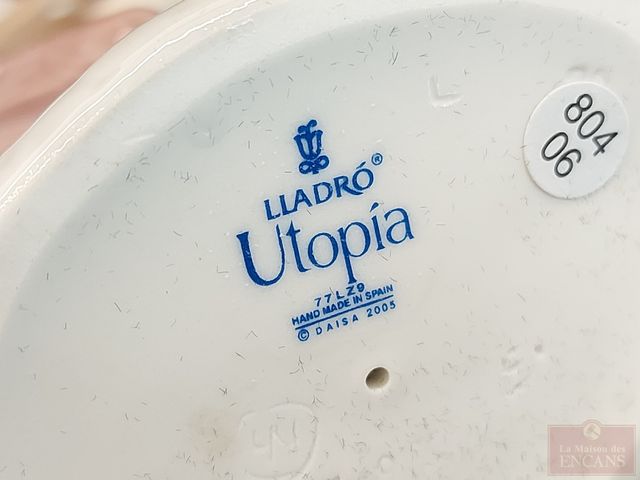 LLADRÓ®
Utopía
77LZ9
HAND MADE IN SPAIN
© DAISA 2005
804
06
La Maison des
ENCANS